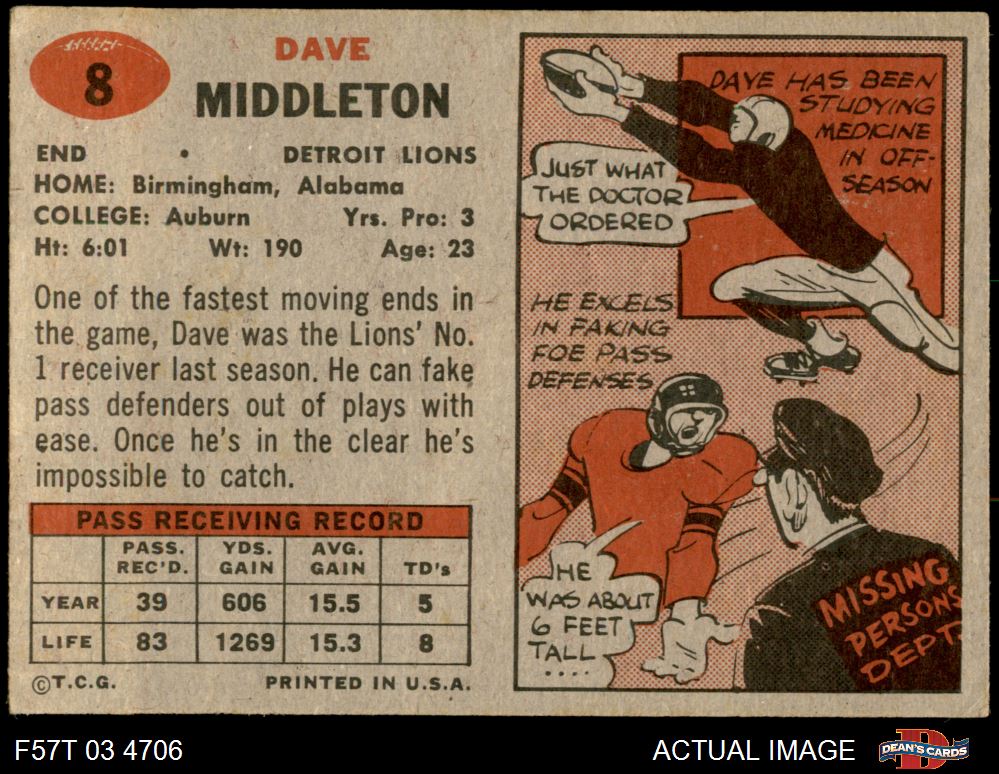 8
DAVE
MIDDLETON
END • DETROIT LIONS
HOME: Birmingham, Alabama
COLLEGE: Auburn Yrs. Pro: 3
Ht: 6:01 Wt: 190 Age: 23
One of the fastest moving ends in
the game, Dave was the Lions' No.
1 receiver last season. He can fake
pass defenders out of plays with
ease. Once he's in the clear he's
impossible to catch.
PASS RECEIVING RECORD
PASS. REC'D. YDS. GAIN AVG. GAIN TD's
YEAR 39 606 15.5 5
LIFE 83 1269 15.3 8
©T.C.G. PRINTED IN U.S.A.
DAVE HAS BEEN
STUDYING
MEDICINE
IN OFF-
SEASON
JUST WHAT
THE DOCTOR
ORDERED
HE EXCELS
IN FAKING
FOE PASS
DEFENSES
HE
WAS ABOUT
6 FEET
TALL
....
MISSING
PERSONS
DEPT.
F57T 03 4706 ACTUAL IMAGE
DEAN'S CARDS